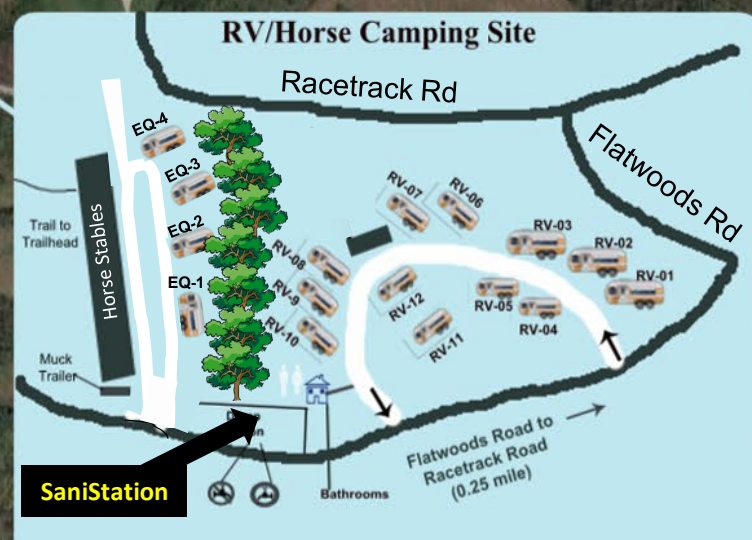 RV/Horse Camping Site
Racetrack Rd
Flatwoods Rd
EQ-4
EQ-3
EQ-2
EQ-1
Trail to
Trailhead
Horse Stables
Muck
Trailer
RV-07
RV-06
RV-03
RV-02
RV-01
RV-08
RV-9
RV-10
RV-12
RV-11
RV-05
RV-04
SaniStation
Bathrooms
Flatwoods Road to
Racetrack Road
(0.25 mile)